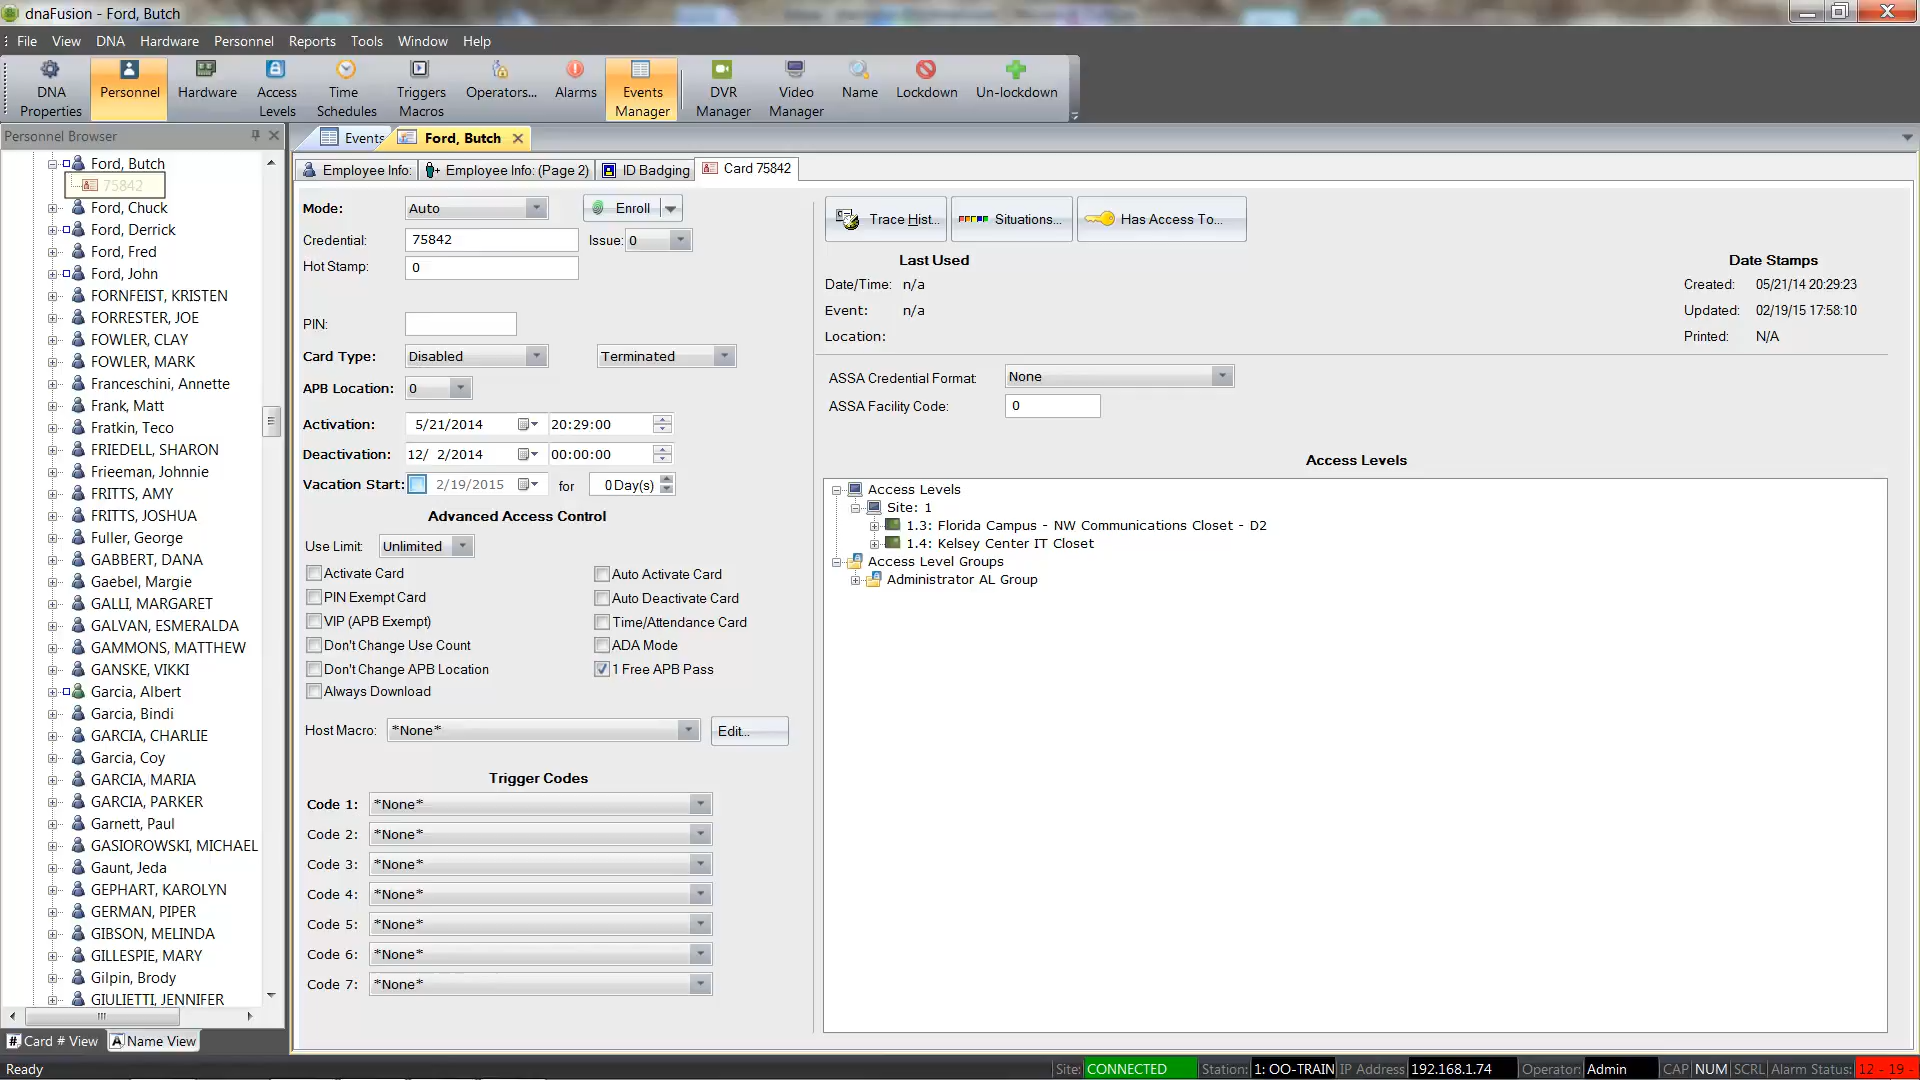 dnaFusion - Ford, Butch
File View DNA Hardware Personnel Reports Tools Window Help
DNA Properties
Personnel
Hardware
Access Levels
Time Schedules
Triggers Macros
Operators...
Alarms
Events Manager
DVR Manager
Video Manager
Name
Lockdown
Un-lockdown
Personnel Browser
Ford, Butch
75842
Ford, Chuck
Ford, Derrick
Ford, Fred
Ford, John
FORNFEIST, KRISTEN
FORRESTER, JOE
FOWLER, CLAY
FOWLER, MARK
Franceschini, Annette
Frank, Matt
Fratkin, Teco
FRIEDELL, SHARON
Frieeman, Johnnie
FRITTS, AMY
FRITTS, JOSHUA
Fuller, George
GABBERT, DANA
Gaebel, Margie
GALLI, MARGARET
GALVAN, ESMERALDA
GAMMONS, MATTHEW
GANSKE, VIKKI
Garcia, Albert
Garcia, Bindi
GARCIA, CHARLIE
Garcia, Coy
GARCIA, MARIA
GARCIA, PARKER
Garnett, Paul
GASIOROWSKI, MICHAEL
Gaunt, Jeda
GEPHART, KAROLYN
GERMAN, PIPER
GIBSON, MELINDA
GILLESPIE, MARY
Gilpin, Brody
GIULIETTI, JENNIFER
# Card # View A Name View
Events Ford, Butch
Employee Info: Employee Info: (Page 2) ID Badging Card 75842
Mode: Auto Enroll
Credential: 75842 Issue: 0
Hot Stamp: 0
PIN:
Card Type: Disabled Terminated
APB Location: 0
Activation: 5/21/2014 20:29:00
Deactivation: 12/ 2/2014 00:00:00
Vacation Start: 2/19/2015 for 0 Day(s)
Advanced Access Control
Use Limit: Unlimited
Activate Card Auto Activate Card
PIN Exempt Card Auto Deactivate Card
VIP (APB Exempt) Time/Attendance Card
Don't Change Use Count ADA Mode
Don't Change APB Location 1 Free APB Pass
Always Download
Host Macro: *None* Edit...
Trigger Codes
Code 1: *None*
Code 2: *None*
Code 3: *None*
Code 4: *None*
Code 5: *None*
Code 6: *None*
Code 7: *None*
Trace Hist... Situations... Has Access To...
Last Used Date Stamps
Date/Time: n/a Created: 05/21/14 20:29:23
Event: n/a Updated: 02/19/15 17:58:10
Location: Printed: N/A
ASSA Credential Format: None
ASSA Facility Code: 0
Access Levels
Access Levels
Site: 1
1.3: Florida Campus - NW Communications Closet - D2
1.4: Kelsey Center IT Closet
Access Level Groups
Administrator AL Group
Ready Site: CONNECTED Station: 1: OO-TRAIN IP Address 192.168.1.74 Operator: Admin CAP NUM SCRL Alarm Status: 12 - 19 -